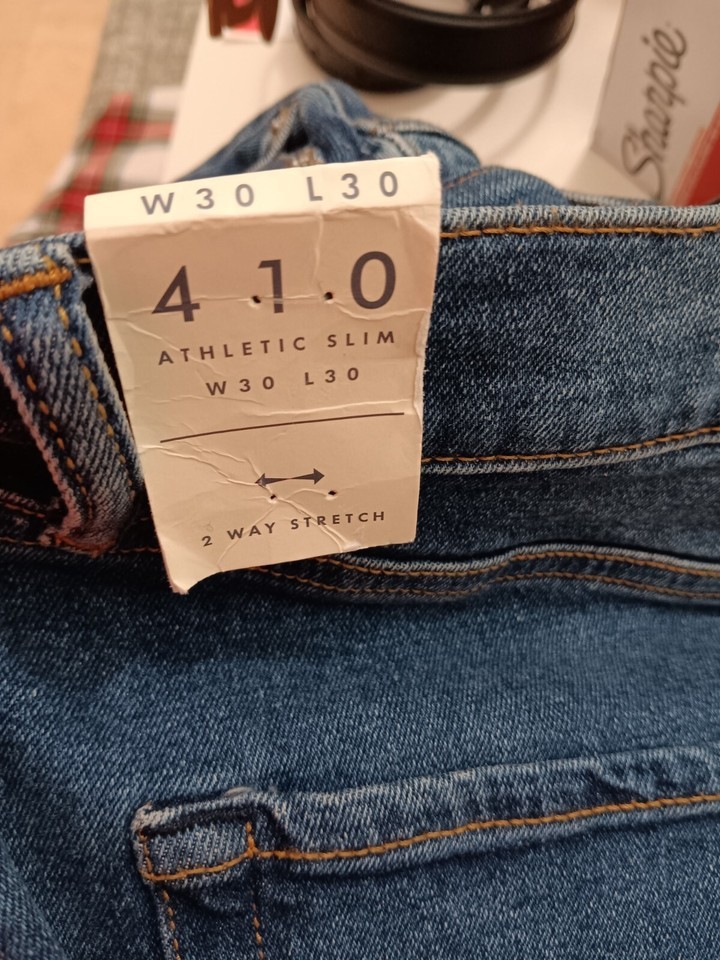 Sharpie
W30 L30
410
ATHLETIC SLIM
W30 L30
2 WAY STRETCH